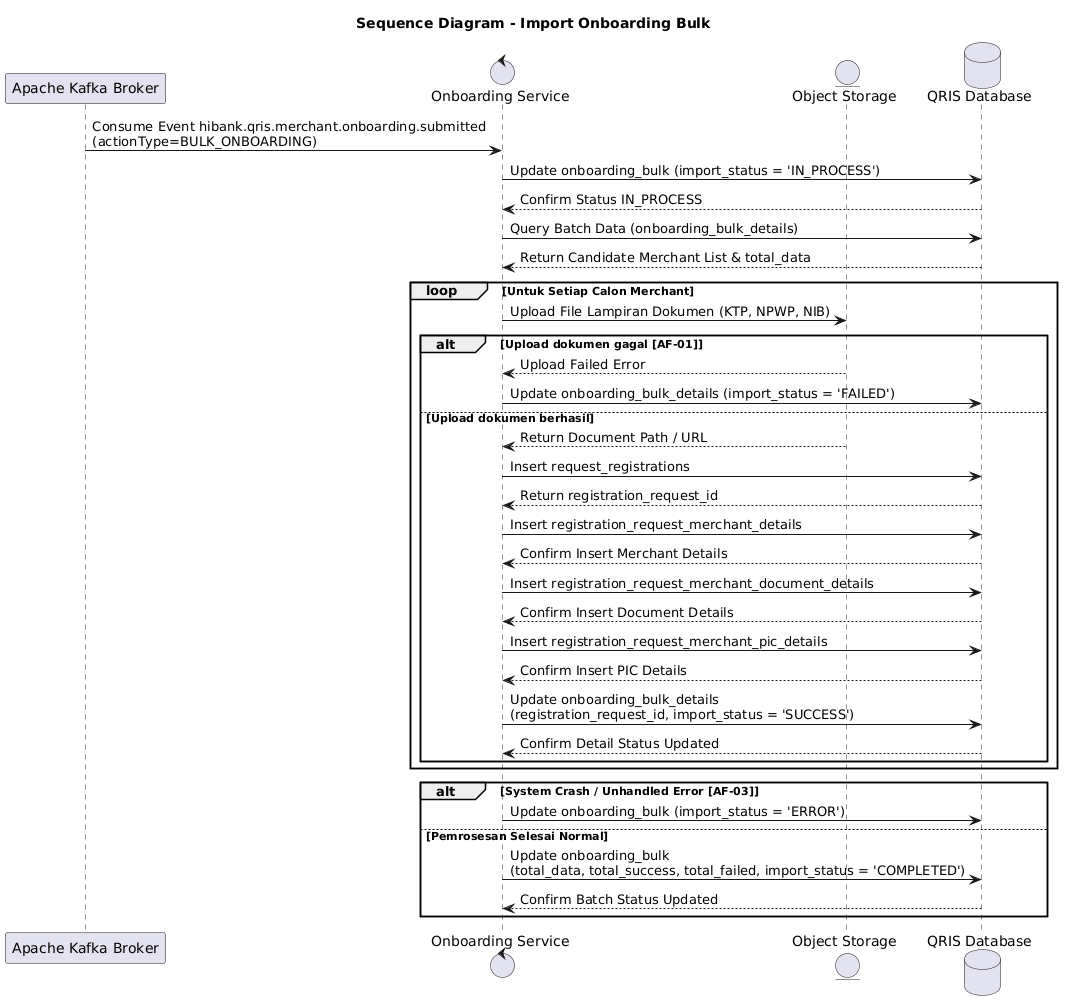 Sequence Diagram - Import Onboarding Bulk
Apache Kafka Broker
Onboarding Service
Object Storage
QRIS Database
Consume Event hibank.qris.merchant.onboarding.submitted
(actionType=BULK_ONBOARDING)
Update onboarding_bulk (import_status = 'IN_PROCESS')
Confirm Status IN_PROCESS
Query Batch Data (onboarding_bulk_details)
Return Candidate Merchant List & total_data
loop [Untuk Setiap Calon Merchant]
Upload File Lampiran Dokumen (KTP, NPWP, NIB)
alt [Upload dokumen gagal [AF-01]]
Upload Failed Error
Update onboarding_bulk_details (import_status = 'FAILED')
[Upload dokumen berhasil]
Return Document Path / URL
Insert request_registrations
Return registration_request_id
Insert registration_request_merchant_details
Confirm Insert Merchant Details
Insert registration_request_merchant_document_details
Confirm Insert Document Details
Insert registration_request_merchant_pic_details
Confirm Insert PIC Details
Update onboarding_bulk_details
(registration_request_id, import_status = 'SUCCESS')
Confirm Detail Status Updated
alt [System Crash / Unhandled Error [AF-03]]
Update onboarding_bulk (import_status = 'ERROR')
[Pemrosesan Selesai Normal]
Update onboarding_bulk
(total_data, total_success, total_failed, import_status = 'COMPLETED')
Confirm Batch Status Updated
Apache Kafka Broker
Onboarding Service
Object Storage
QRIS Database